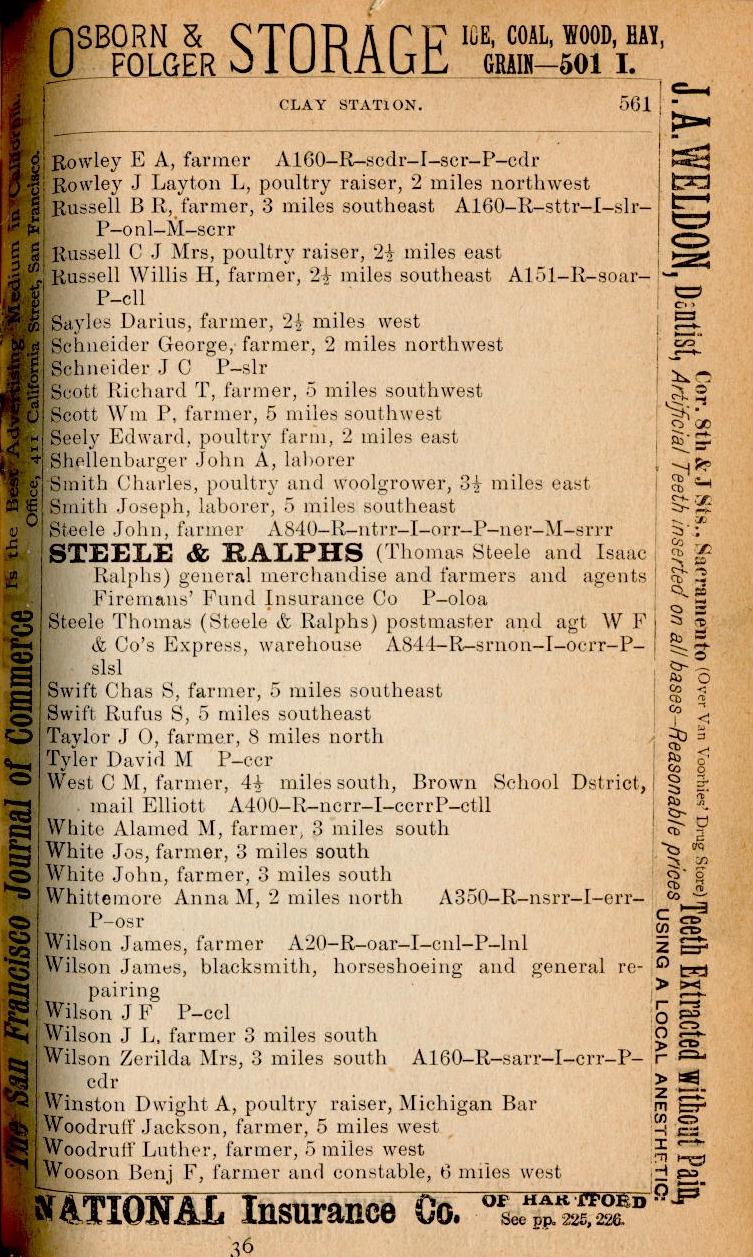 OSBORN & FOLGER STORAGE ICE, COAL, WOOD, HAY, GRAIN—501 I.
CLAY STATION. 561
Rowley E A, farmer A160-R-scdr-I-scr-P-cdr
Rowley J Layton L, poultry raiser, 2 miles northwest
Russell B R, farmer, 3 miles southeast A160-R-sttr-I-slr-
P-onl-M-scrr
Russell C J Mrs, poultry raiser, 2½ miles east
Russell Willis H, farmer, 2½ miles southeast A151-R-soar-
P-cll
Sayles Darius, farmer, 2½ miles west
Schneider George, farmer, 2 miles northwest
Schneider J C P-slr
Scott Richard T, farmer, 5 miles southwest
Scott Wm P, farmer, 5 miles southwest
Seely Edward, poultry farm, 2 miles east
Shellenbarger John A, laborer
Smith Charles, poultry and woolgrower, 3½ miles east
Smith Joseph, laborer, 5 miles southeast
Steele John, farmer A840-R-ntrr-I-orr-P-ner-M-srrr
STEELE & RALPHS (Thomas Steele and Isaac
Ralphs) general merchandise and farmers and agents
Firemans' Fund Insurance Co P-oloa
Steele Thomas (Steele & Ralphs) postmaster and agt W F
& Co's Express, warehouse A844-R-srnon-I-ocrr-P-
slsl
Swift Chas S, farmer, 5 miles southeast
Swift Rufus S, 5 miles southeast
Taylor J O, farmer, 8 miles north
Tyler David M P-ccr
West C M, farmer, 4½ miles south, Brown School Dstrict,
mail Elliott A400-R-ncrr-I-ccrrP-ctll
White Alamed M, farmer, 3 miles south
White Jos, farmer, 3 miles south
White John, farmer, 3 miles south
Whittemore Anna M, 2 miles north A350-R-nsrr-I-err-
P-osr
Wilson James, farmer A20-R-oar-I-cnl-P-lnl
Wilson James, blacksmith, horseshoeing and general re-
pairing
Wilson J F P-ccl
Wilson J L, farmer 3 miles south
Wilson Zerilda Mrs, 3 miles south A160-R-sarr-I-crr-P-
cdr
Winston Dwight A, poultry raiser, Michigan Bar
Woodruff Jackson, farmer, 5 miles west
Woodruff Luther, farmer, 5 miles west
Wooson Benj F, farmer and constable, 6 miles west
NATIONAL Insurance Co. OF HARTFORD
See pp. 225, 226.
36
The San Francisco Journal of Commerce Is the Best Advertising Medium in California.
Office, 411 California Street, San Francisco.
J. A. WELDON, Dentist, Cor. 8th & J Sts., Sacramento (Over Van Voorhies' Drug Store) Teeth Extracted without Pain
Artificial Teeth inserted on all bases—Reasonable prices USING A LOCAL ANESTHETIC.